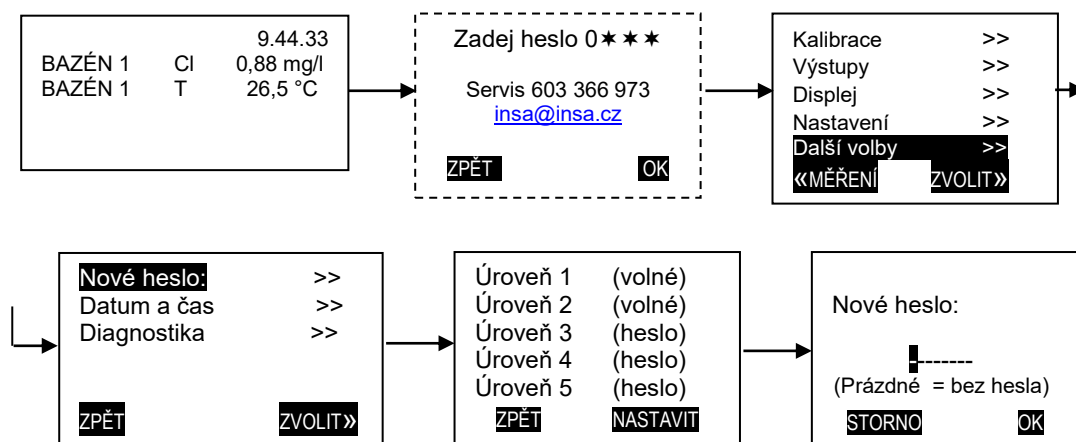 9.44.33
BAZÉN 1 Cl 0,88 mg/l
BAZÉN 1 T 26,5 °C
Zadej heslo 0✶✶✶
Servis 603 366 973
insa@insa.cz
ZPĚT OK
Kalibrace >>
Výstupy >>
Displej >>
Nastavení >>
Další volby >>
«MĚŘENÍ ZVOLIT»
Nové heslo: >>
Datum a čas >>
Diagnostika >>
ZPĚT ZVOLIT»
Úroveň 1 (volné)
Úroveň 2 (volné)
Úroveň 3 (heslo)
Úroveň 4 (heslo)
Úroveň 5 (heslo)
ZPĚT NASTAVIT
Nové heslo:
--------
(Prázdné = bez hesla)
STORNO OK